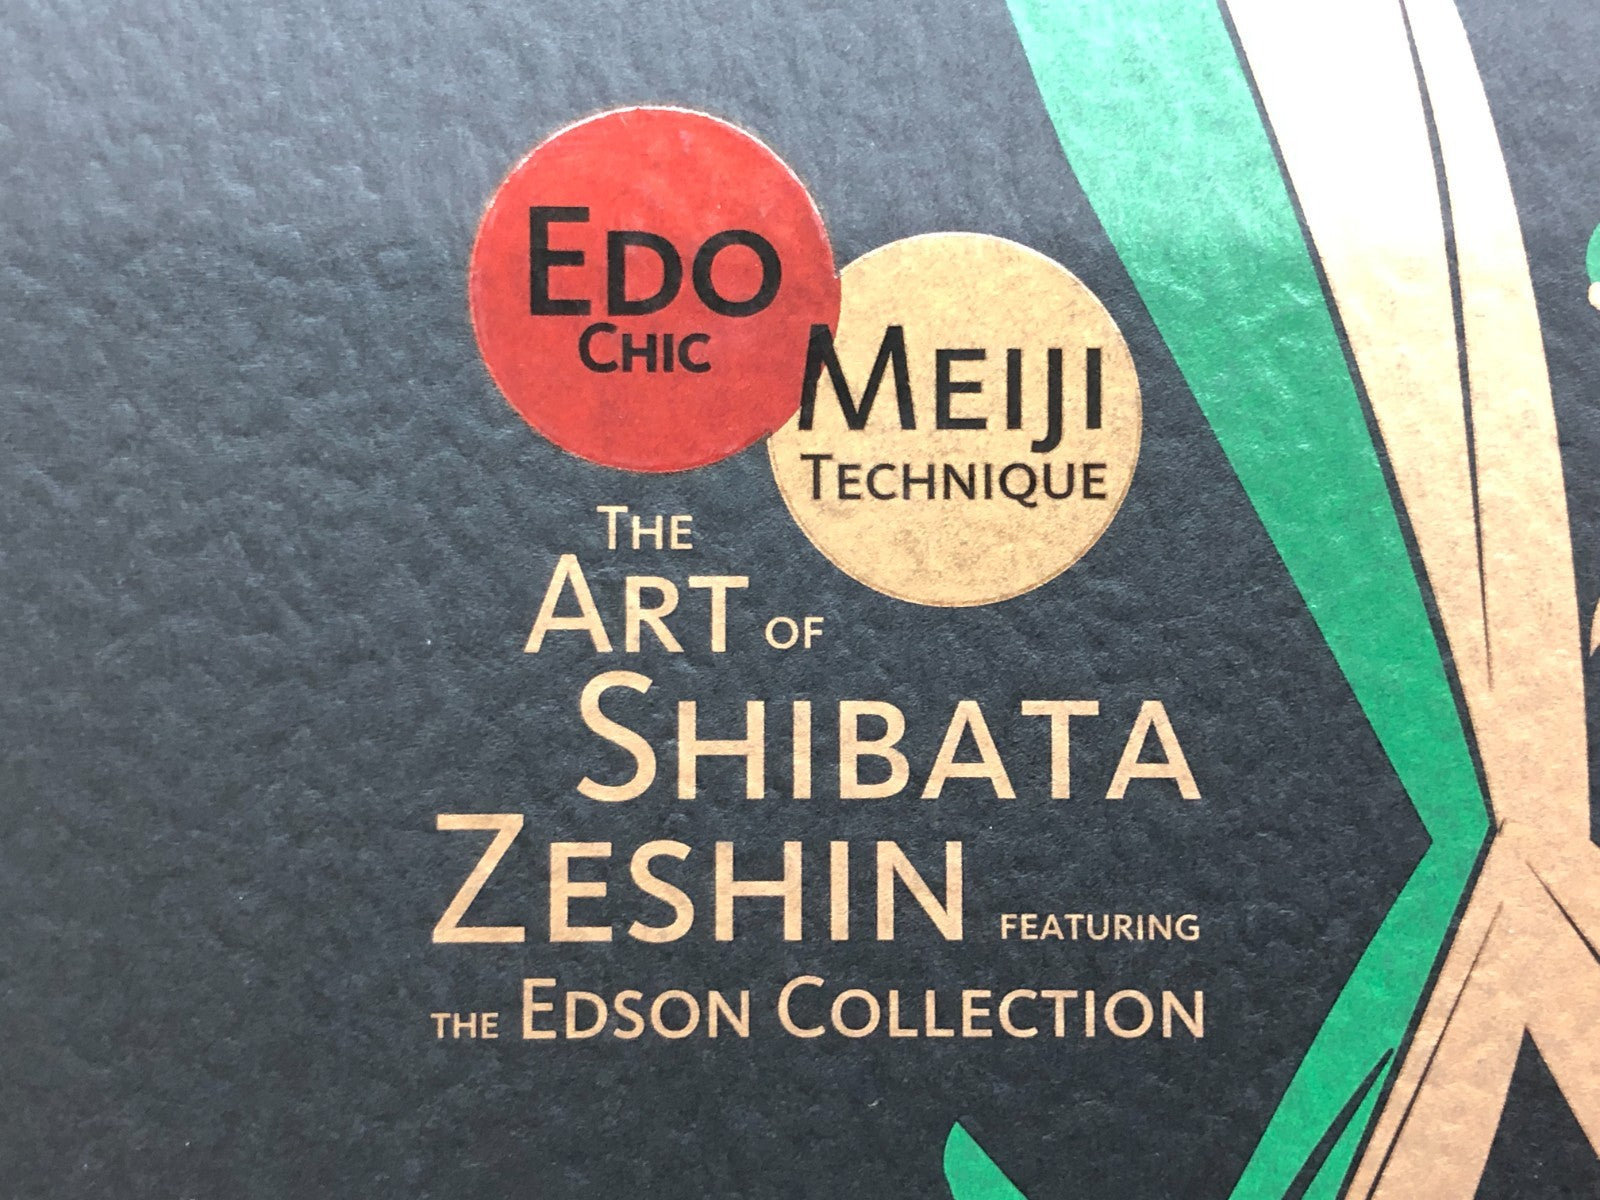 EDO
CHIC
MEIJI
TECHNIQUE
THE
ART OF
SHIBATA
ZESHIN FEATURING
THE EDSON COLLECTION